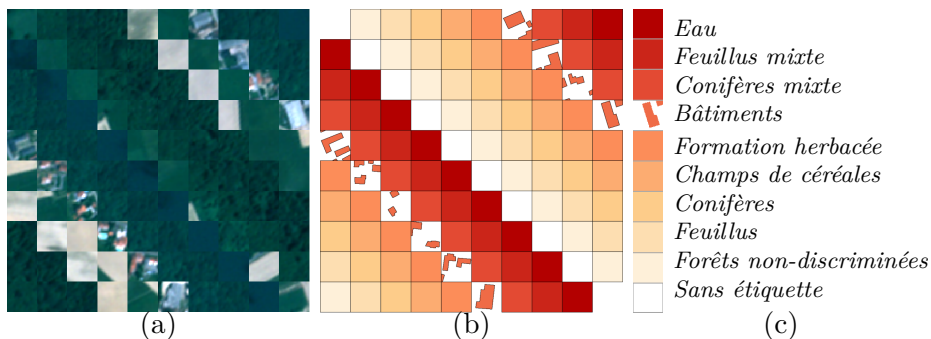 Eau
Feuillus mixte
Conifères mixte
Bâtiments
Formation herbacée
Champs de céréales
Conifères
Feuillus
Forêts non-discriminées
Sans étiquette
(a) (b) (c)